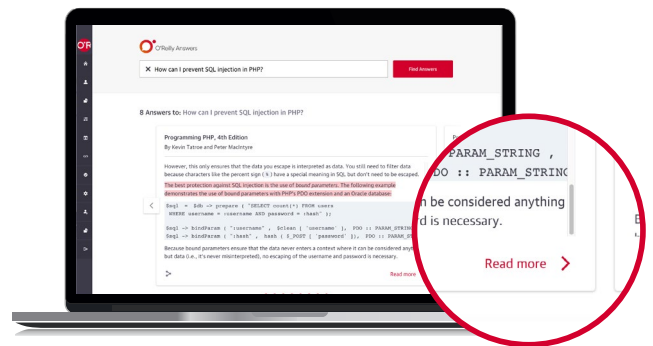 O'R
O'Reilly Answers
✕ How can I prevent SQL injection in PHP?
Find Answers
8 Answers to: How can I prevent SQL injection in PHP?
Programming PHP, 4th Edition
By Kevin Tatroe and Peter MacIntyre
However, this only ensures that the data you escape is interpreted as data. You still need to filter data
because characters like the percent sign ( % ) have a special meaning in SQL but don't need to be escaped.
The best protection against SQL injection is the use of bound parameters. The following example
demonstrates the use of bound parameters with PHP's PDO extension and an Oracle database:
$sql = $db -> prepare ( "SELECT count(*) FROM users
WHERE username = :username AND password = :hash" );
$sql -> bindParam ( ":username" , $clean [ 'username' ], PDO :: PARAM_STRING
$sql -> bindParam ( ":hash" , hash ( $_POST [ 'password' ]), PDO :: PARAM_ST
Because bound parameters ensure that the data never enters a context where it can be considered anyth
but data (i.e., it's never misinterpreted), no escaping of the username and password is necessary.
Read more
PARAM_STRING ,
DO :: PARAM_STRING
n be considered anything
d is necessary.
Read more